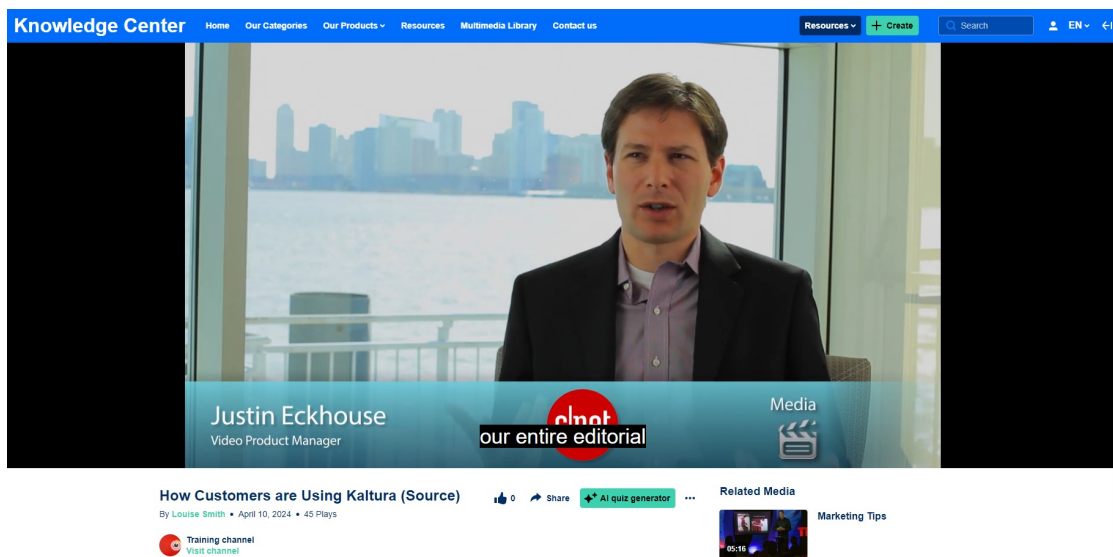 Knowledge Center Home Our Categories Our Products Resources Multimedia Library Contact us Resources + Create Search EN
Justin Eckhouse
Video Product Manager
cnet
our entire editorial
Media
How Customers are Using Kaltura (Source)
0 Share AI quiz generator ...
By Louise Smith • April 10, 2024 • 45 Plays
Training channel
Visit channel
Related Media
05:16
Marketing Tips